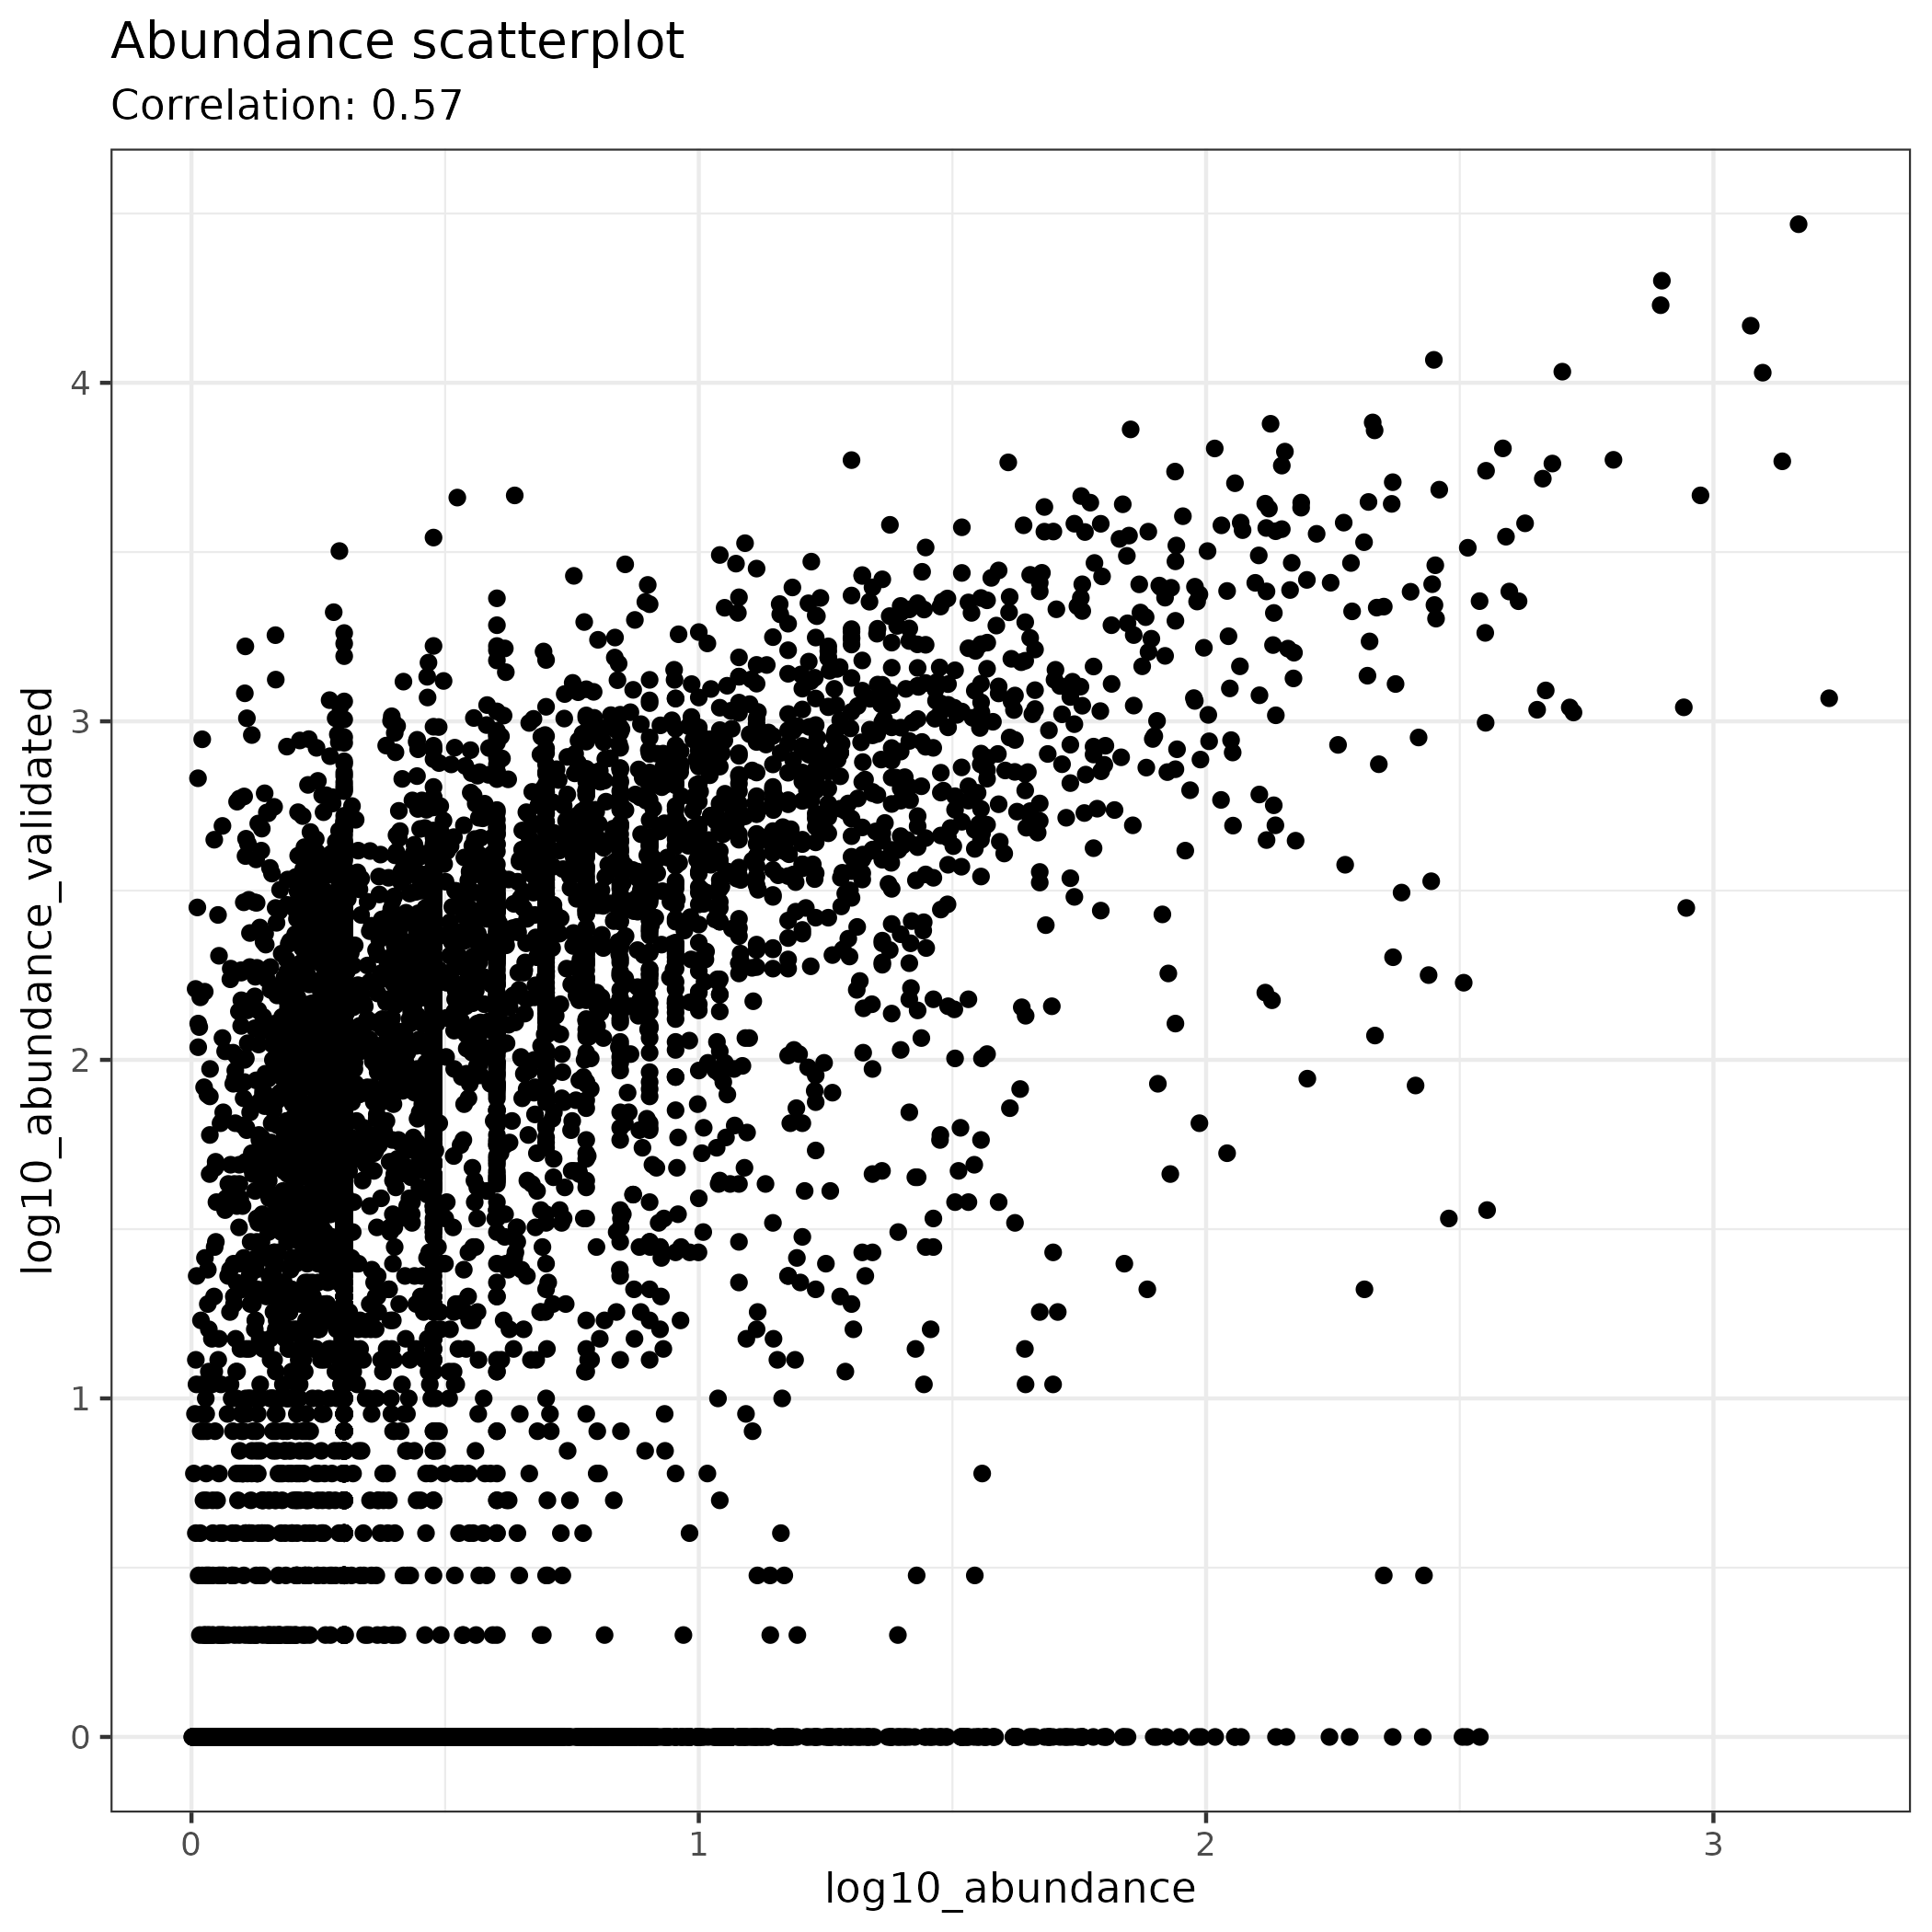 Abundance scatterplot
Correlation: 0.57
log10_abundance_validated
4
3
2
1
0
0 1 2 3
log10_abundance